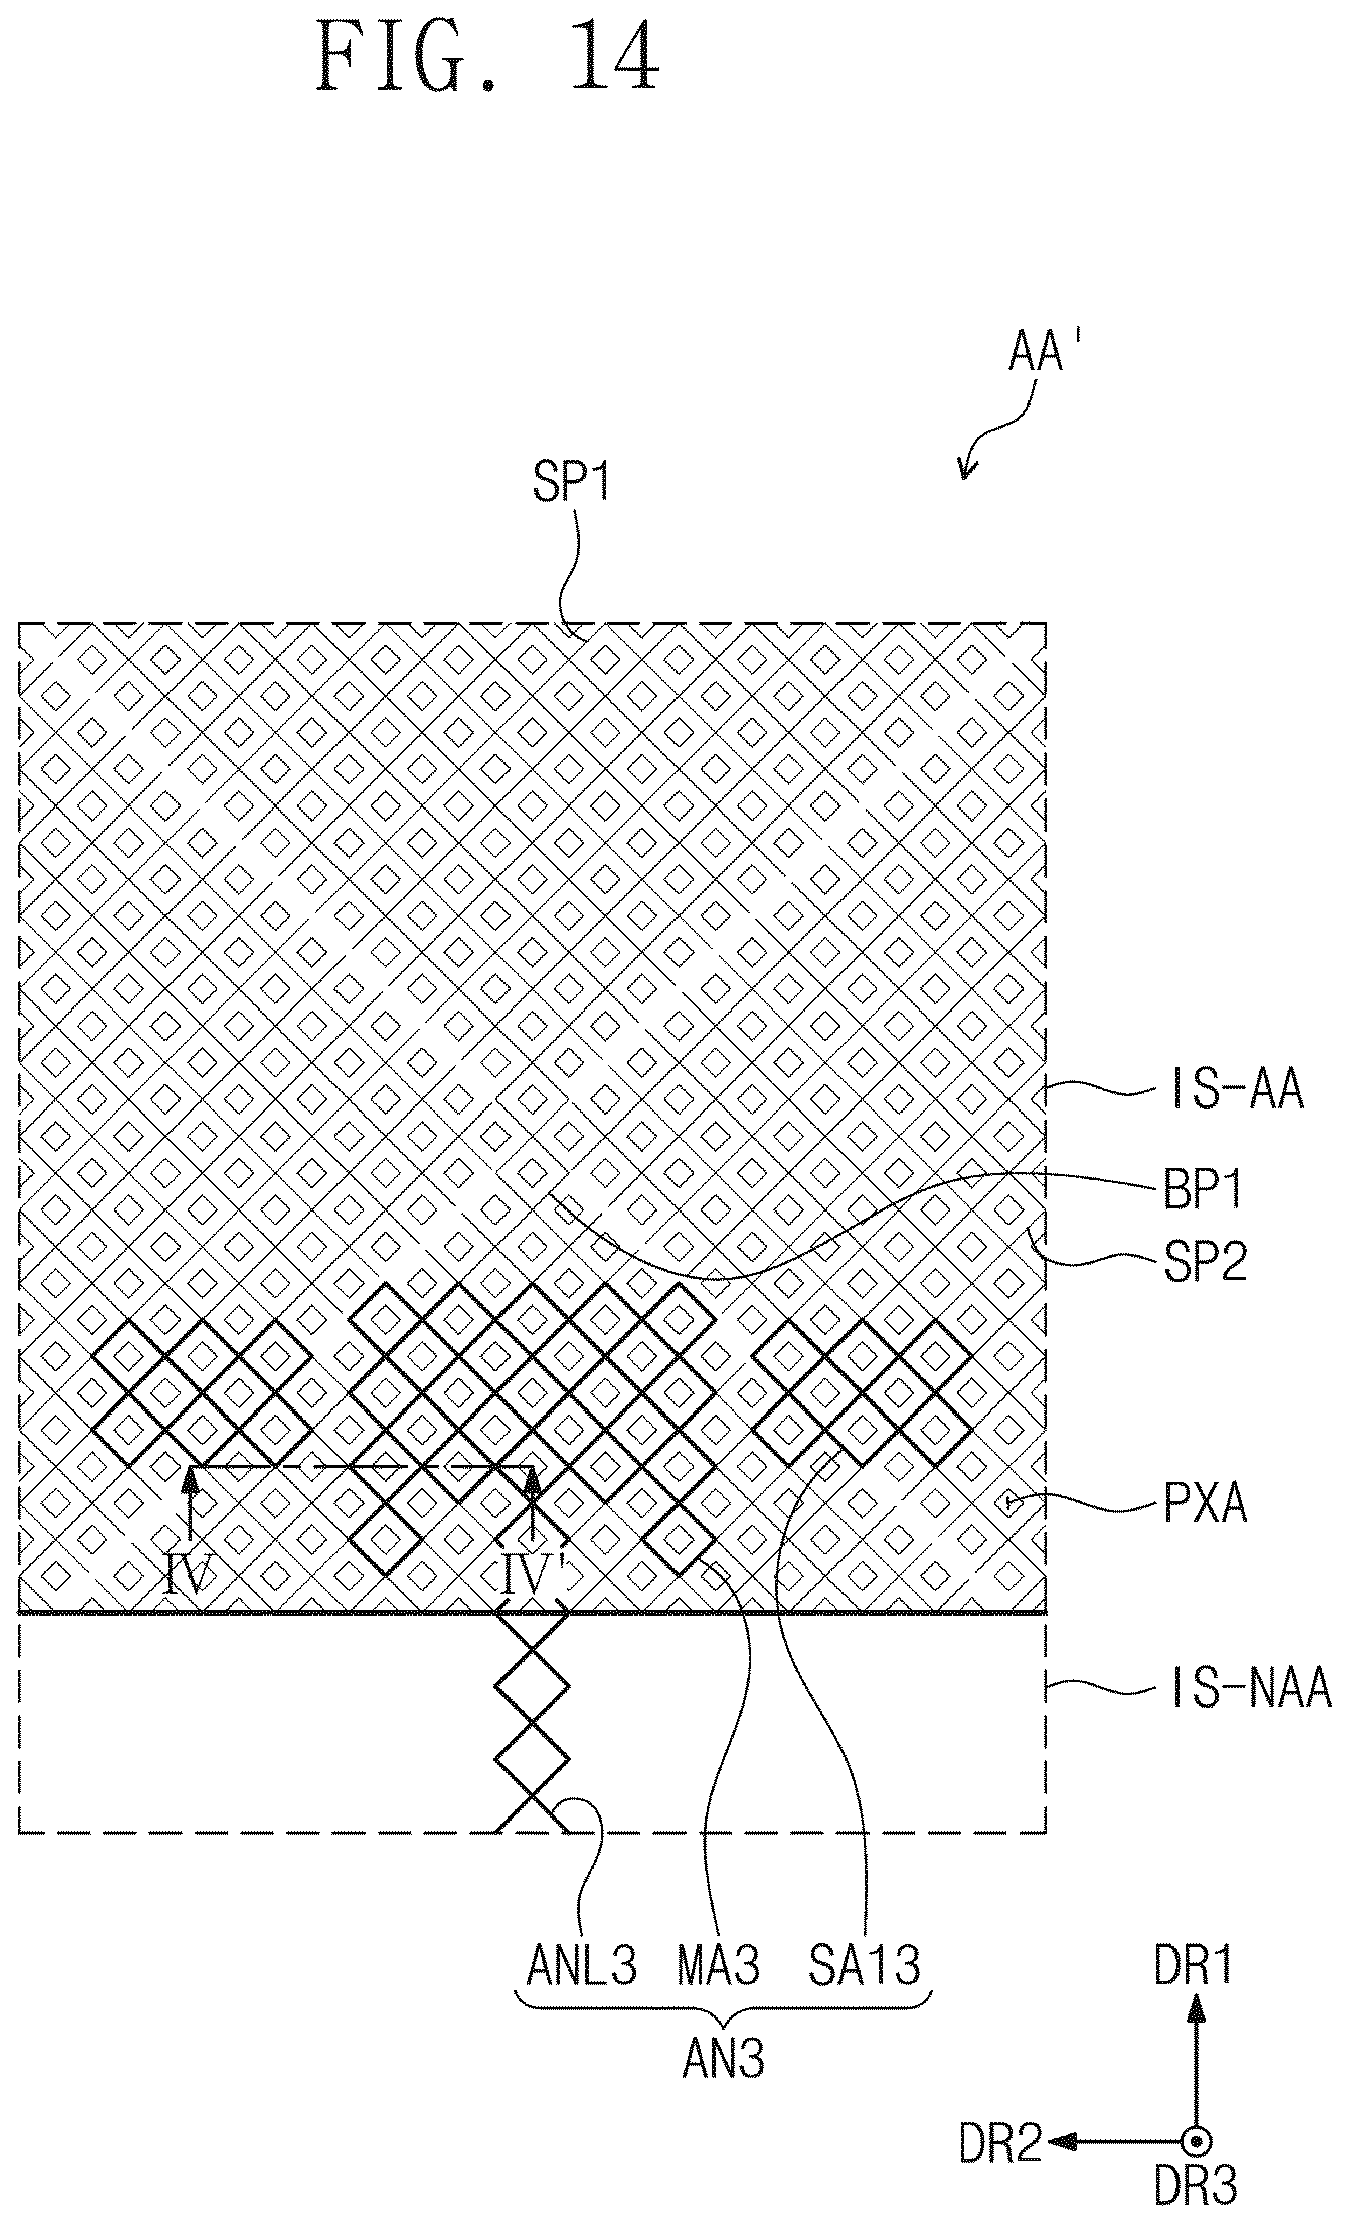 FIG. 14
AA'
SP1
IS-AA
BP1
SP2
PXA
IV IV'
IS-NAA
ANL3 MA3 SA13
AN3
DR1
DR2
DR3